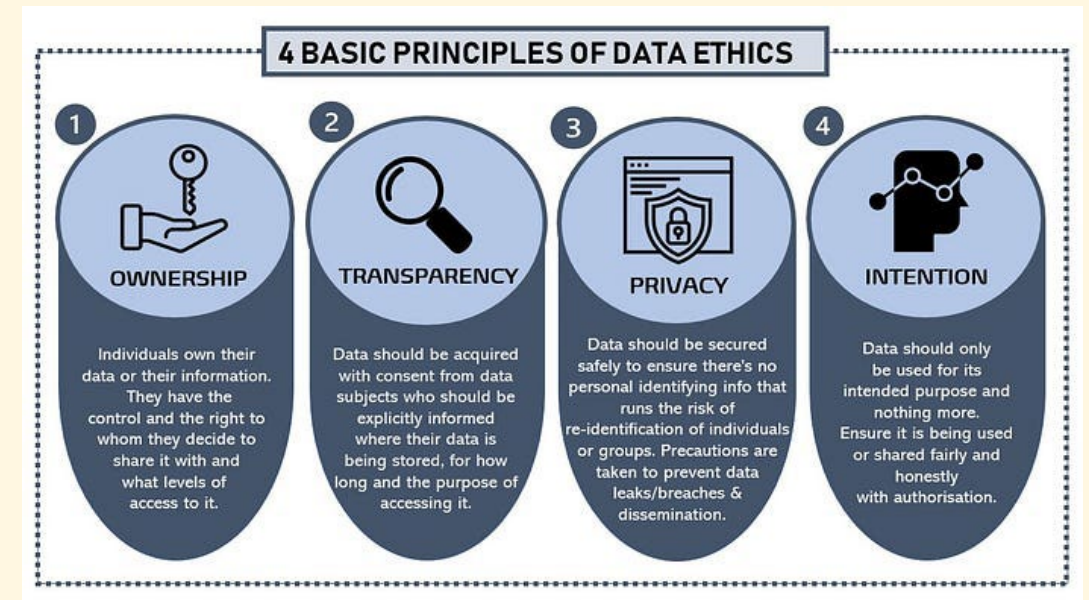 4 BASIC PRINCIPLES OF DATA ETHICS
1
OWNERSHIP
Individuals own their
data or their information.
They have the
control and the right to
whom they decide to
share it with and
what levels of
access to it.
2
TRANSPARENCY
Data should be acquired
with consent from data
subjects who should be
explicitly informed
where their data is
being stored, for how
long and the purpose of
accessing it.
3
PRIVACY
Data should be secured
safely to ensure there's no
personal identifying info that
runs the risk of
re-identification of individuals
or groups. Precautions are
taken to prevent data
leaks/breaches &
dissemination.
4
INTENTION
Data should only
be used for its
intended purpose and
nothing more.
Ensure it is being used
or shared fairly and
honestly
with authorisation.